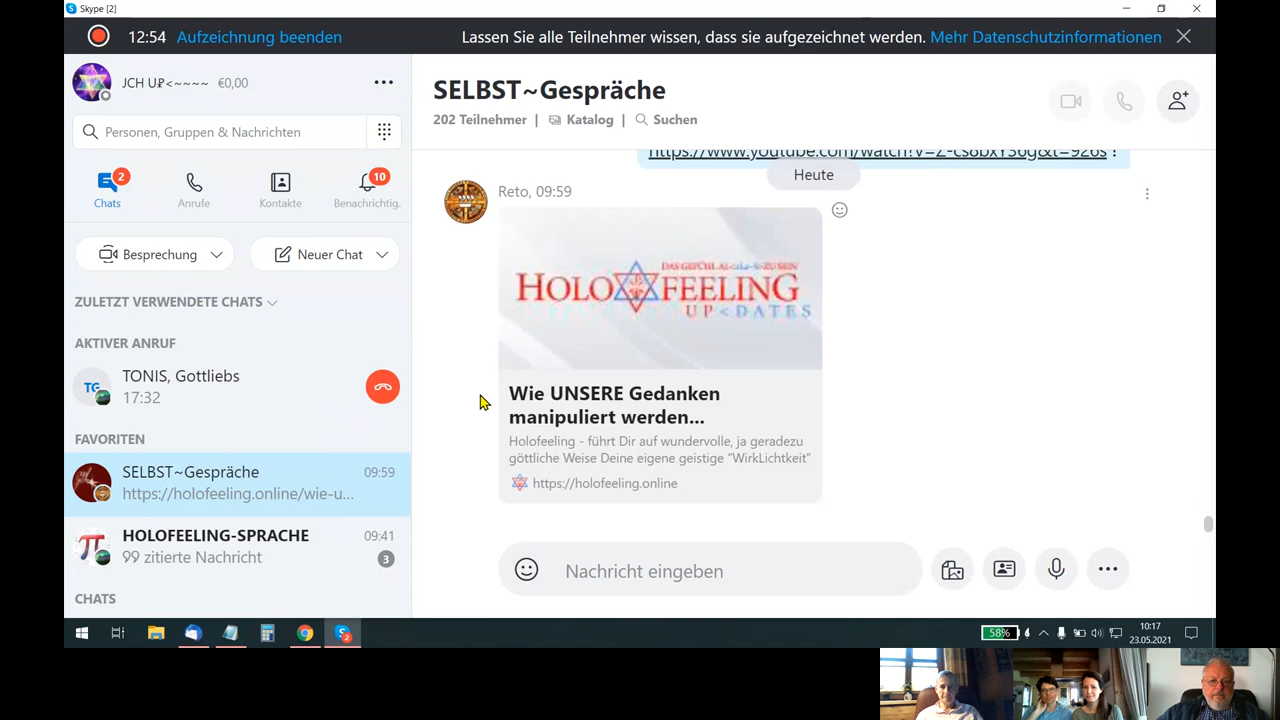 Skype [2]
12:54 Aufzeichnung beenden
Lassen Sie alle Teilnehmer wissen, dass sie aufgezeichnet werden. Mehr Datenschutzinformationen
€0,00
Personen, Gruppen & Nachrichten
2
10
Chats
Anrufe
Kontakte
Benachrichtig.
Besprechung
Neuer Chat
ZULETZT VERWENDETE CHATS
AKTIVER ANRUF
TG
TONIS, Gottliebs
17:32
FAVORITEN
SELBST~Gespräche 09:59
https://holofeeling.online/wie-u...
HOLOFEELING-SPRACHE 09:41
99 zitierte Nachricht 3
CHATS
SELBST~Gespräche
202 Teilnehmer | Katalog | Suchen
Heute
Reto, 09:59
HOLOFEELING
UP<DATES
Wie UNSERE Gedanken
manipuliert werden...
Holofeeling - führt Dir auf wundervolle, ja geradezu
göttliche Weise Deine eigene geistige "WirkLichtkeit"
https://holofeeling.online
Nachricht eingeben
58%
10:17
23.05.2021
2